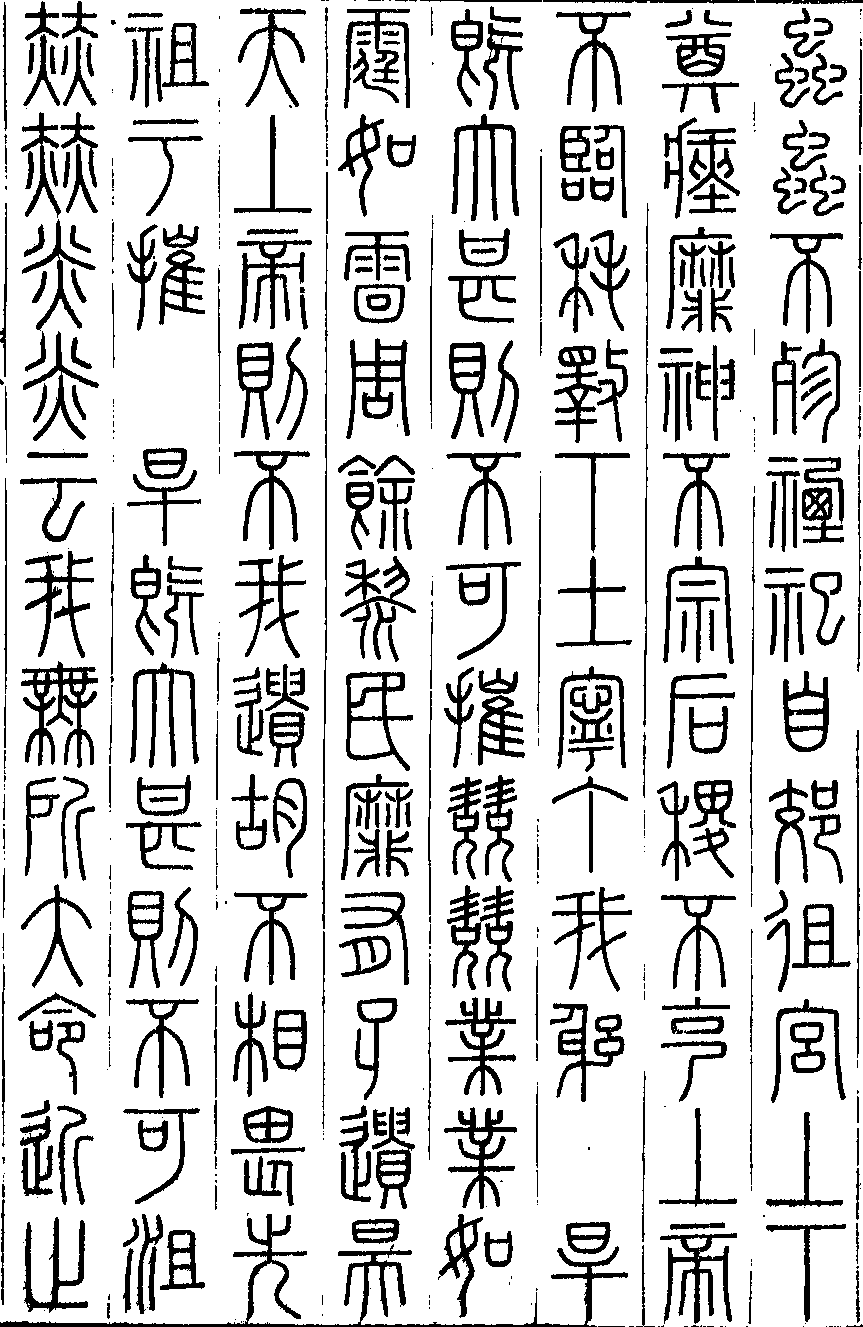 蟲蟲不殄禋祀自郊徂宮上下
奠瘞靡神不宗后稷不克上帝
不臨秏斁下土寧丁我躬　旱
既大甚則不可摧兢兢業業如
霆如雷周餘黎民靡有孑遺昊
天上帝則不我遺胡不相畏先
祖于摧　旱既大甚則不可沮
赫赫炎炎云我無所大命近止